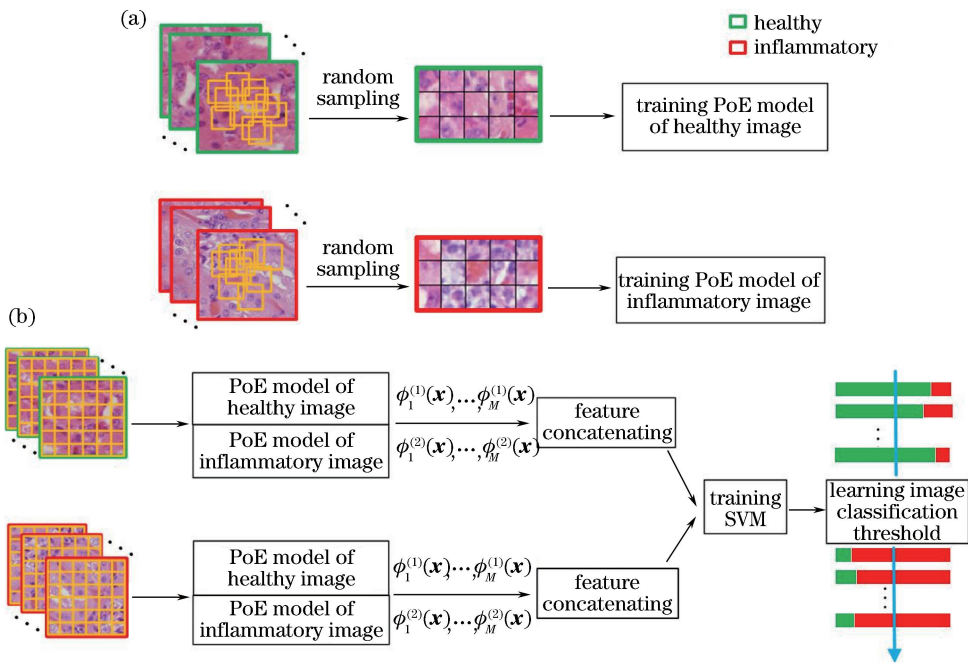 (a)
healthy
inflammatory
random
sampling
training PoE model
of healthy image
random
sampling
training PoE model of
inflammatory image
(b)
PoE model of
healthy image
PoE model of
inflammatory image
ϕ₁⁽¹⁾(x),…,ϕ_M⁽¹⁾(x)
ϕ₁⁽²⁾(x),…,ϕ_M⁽²⁾(x)
feature
concatenating
training
SVM
learning image
classification
threshold
PoE model of
healthy image
PoE model of
inflammatory image
ϕ₁⁽¹⁾(x),…,ϕ_M⁽¹⁾(x)
ϕ₁⁽²⁾(x),…,ϕ_M⁽²⁾(x)
feature
concatenating